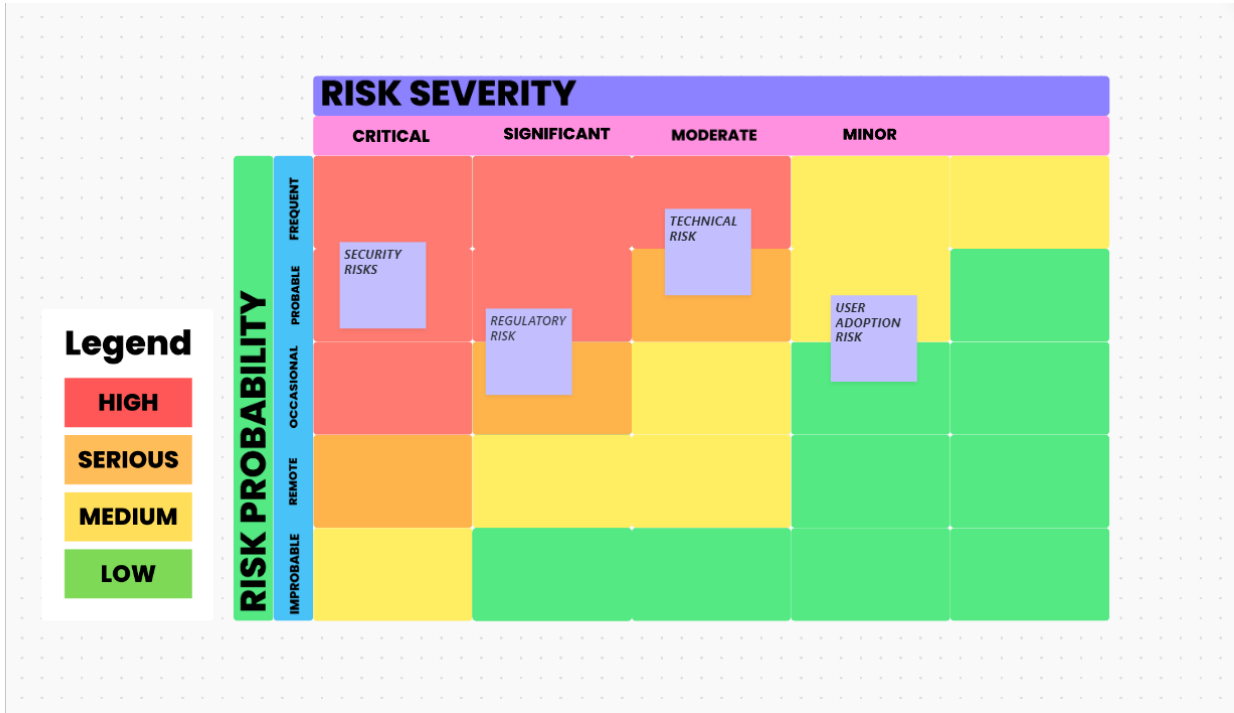 RISK SEVERITY
CRITICAL
SIGNIFICANT
MODERATE
MINOR
RISK PROBABILITY
FREQUENT
PROBABLE
OCCASIONAL
REMOTE
IMPROBABLE
TECHNICAL
RISK
SECURITY
RISKS
REGULATORY
RISK
USER
ADOPTION
RISK
Legend
HIGH
SERIOUS
MEDIUM
LOW